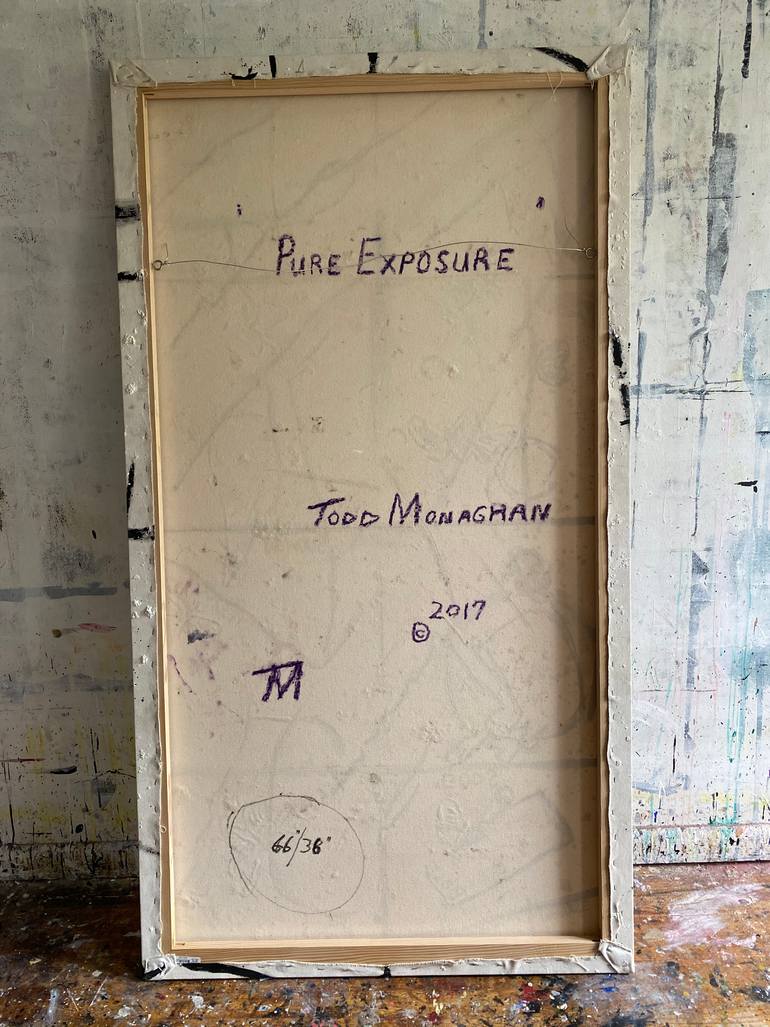 PURE EXPOSURE
TODD MONAGHAN
2017
©
TM
66"/36"